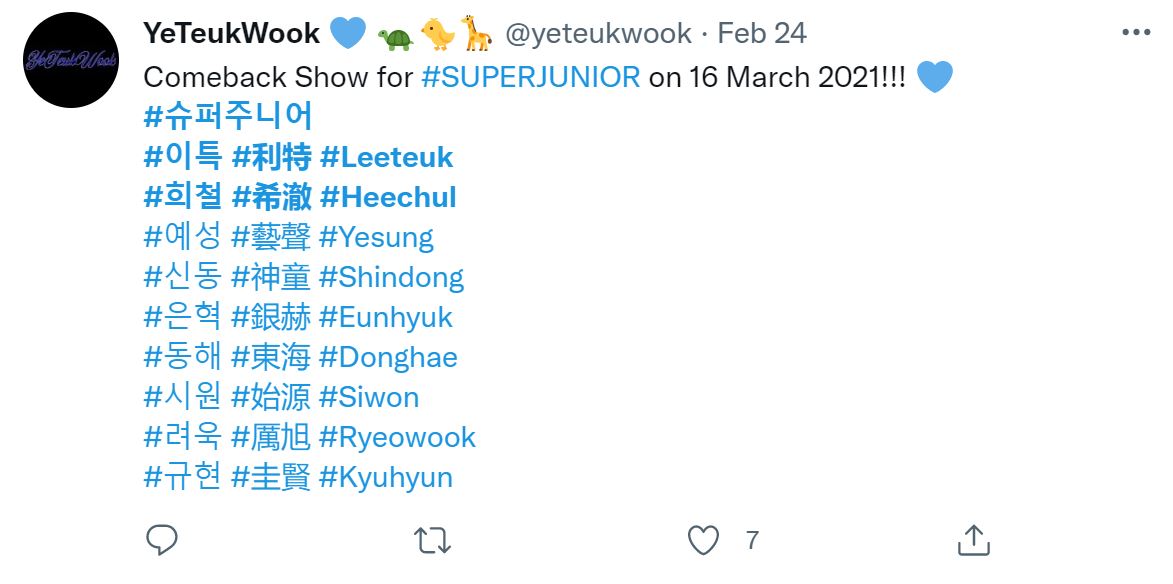 YeTeukWook
YeTeukWook 💙 🐢 🐤 🦒 @yeteukwook · Feb 24
Comeback Show for #SUPERJUNIOR on 16 March 2021!!! 💙
#슈퍼주니어
#이특 #利特 #Leeteuk
#희철 #希澈 #Heechul
#예성 #藝聲 #Yesung
#신동 #神童 #Shindong
#은혁 #銀赫 #Eunhyuk
#동해 #東海 #Donghae
#시원 #始源 #Siwon
#려욱 #厲旭 #Ryeowook
#규현 #圭賢 #Kyuhyun
7